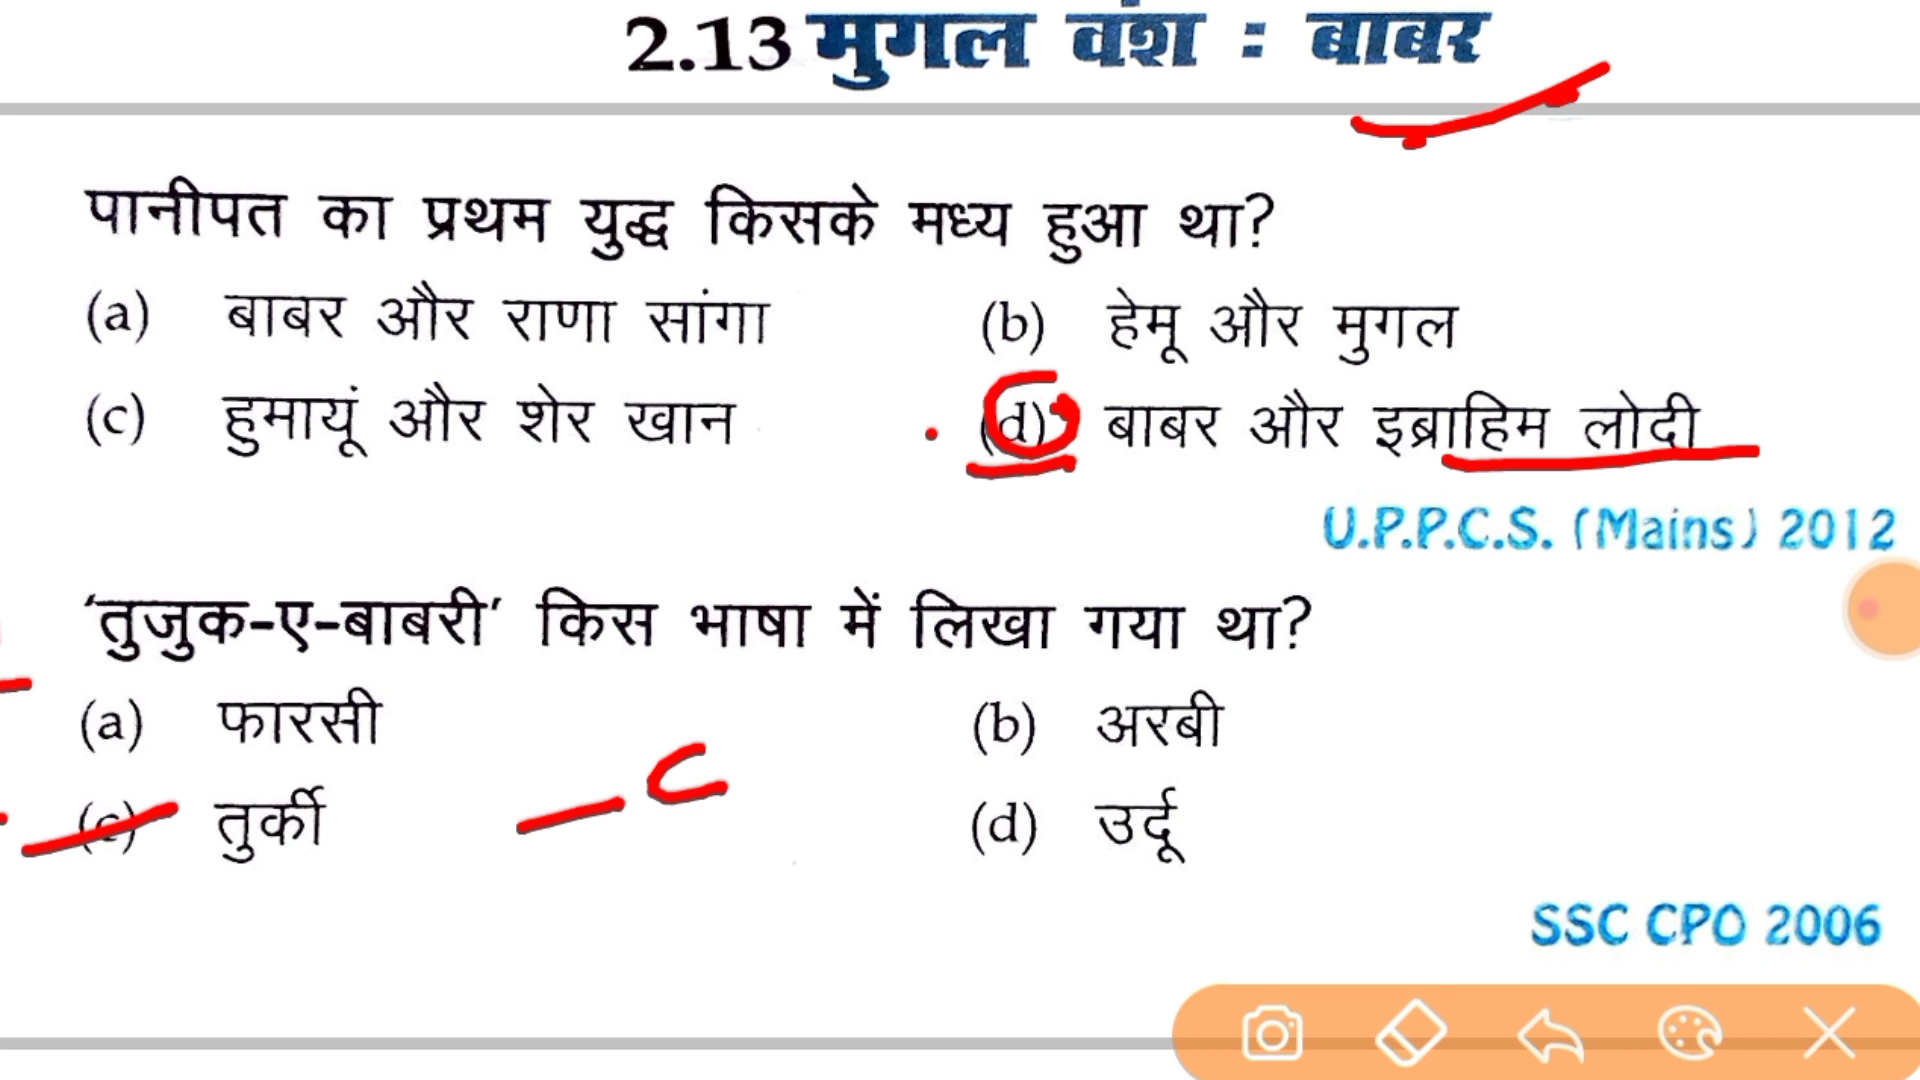 2.13 मुगल वंश : बाबर
पानीपत का प्रथम युद्ध किसके मध्य हुआ था?
(a) बाबर और राणा सांगा (b) हेमू और मुगल
(c) हुमायूं और शेर खान (d) बाबर और इब्राहिम लोदी
U.P.P.C.S. (Mains) 2012
'तुजुक-ए-बाबरी' किस भाषा में लिखा गया था?
(a) फारसी (b) अरबी
(c) तुर्की – c (d) उर्दू
SSC CPO 2006